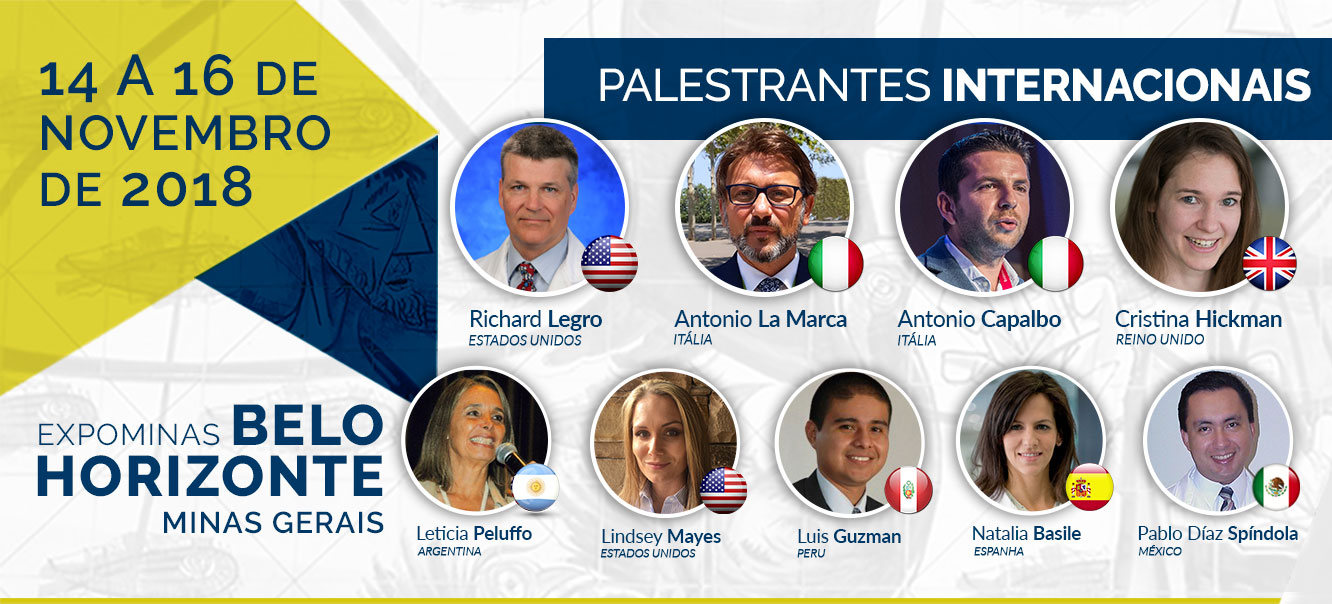 14 A 16 DE
NOVEMBRO
DE 2018
EXPOMINAS BELO
HORIZONTE
MINAS GERAIS
PALESTRANTES INTERNACIONAIS
Richard Legro
ESTADOS UNIDOS
Antonio La Marca
ITÁLIA
Antonio Capalbo
ITÁLIA
Cristina Hickman
REINO UNIDO
Leticia Peluffo
ARGENTINA
Lindsey Mayes
ESTADOS UNIDOS
Luis Guzman
PERU
Natalia Basile
ESPANHA
Pablo Díaz Spíndola
MÉXICO